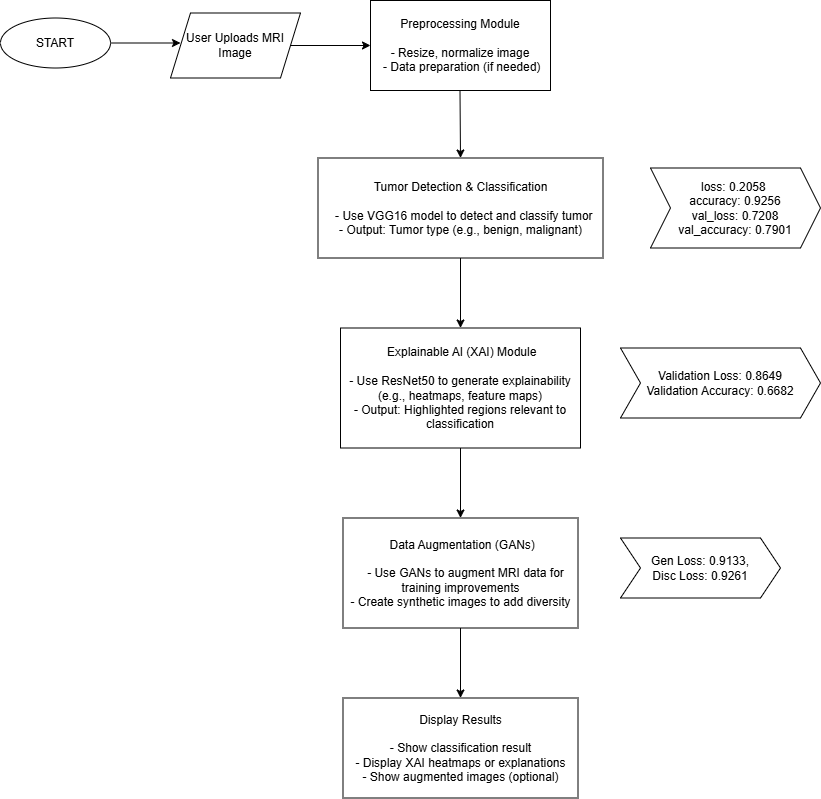 START
User Uploads MRI
Image
Preprocessing Module
- Resize, normalize image
- Data preparation (if needed)
Tumor Detection & Classification
- Use VGG16 model to detect and classify tumor
- Output: Tumor type (e.g., benign, malignant)
loss: 0.2058
accuracy: 0.9256
val_loss: 0.7208
val_accuracy: 0.7901
Explainable AI (XAI) Module
- Use ResNet50 to generate explainability
(e.g., heatmaps, feature maps)
- Output: Highlighted regions relevant to
classification
Validation Loss: 0.8649
Validation Accuracy: 0.6682
Data Augmentation (GANs)
- Use GANs to augment MRI data for
training improvements
- Create synthetic images to add diversity
Gen Loss: 0.9133,
Disc Loss: 0.9261
Display Results
- Show classification result
- Display XAI heatmaps or explanations
- Show augmented images (optional)